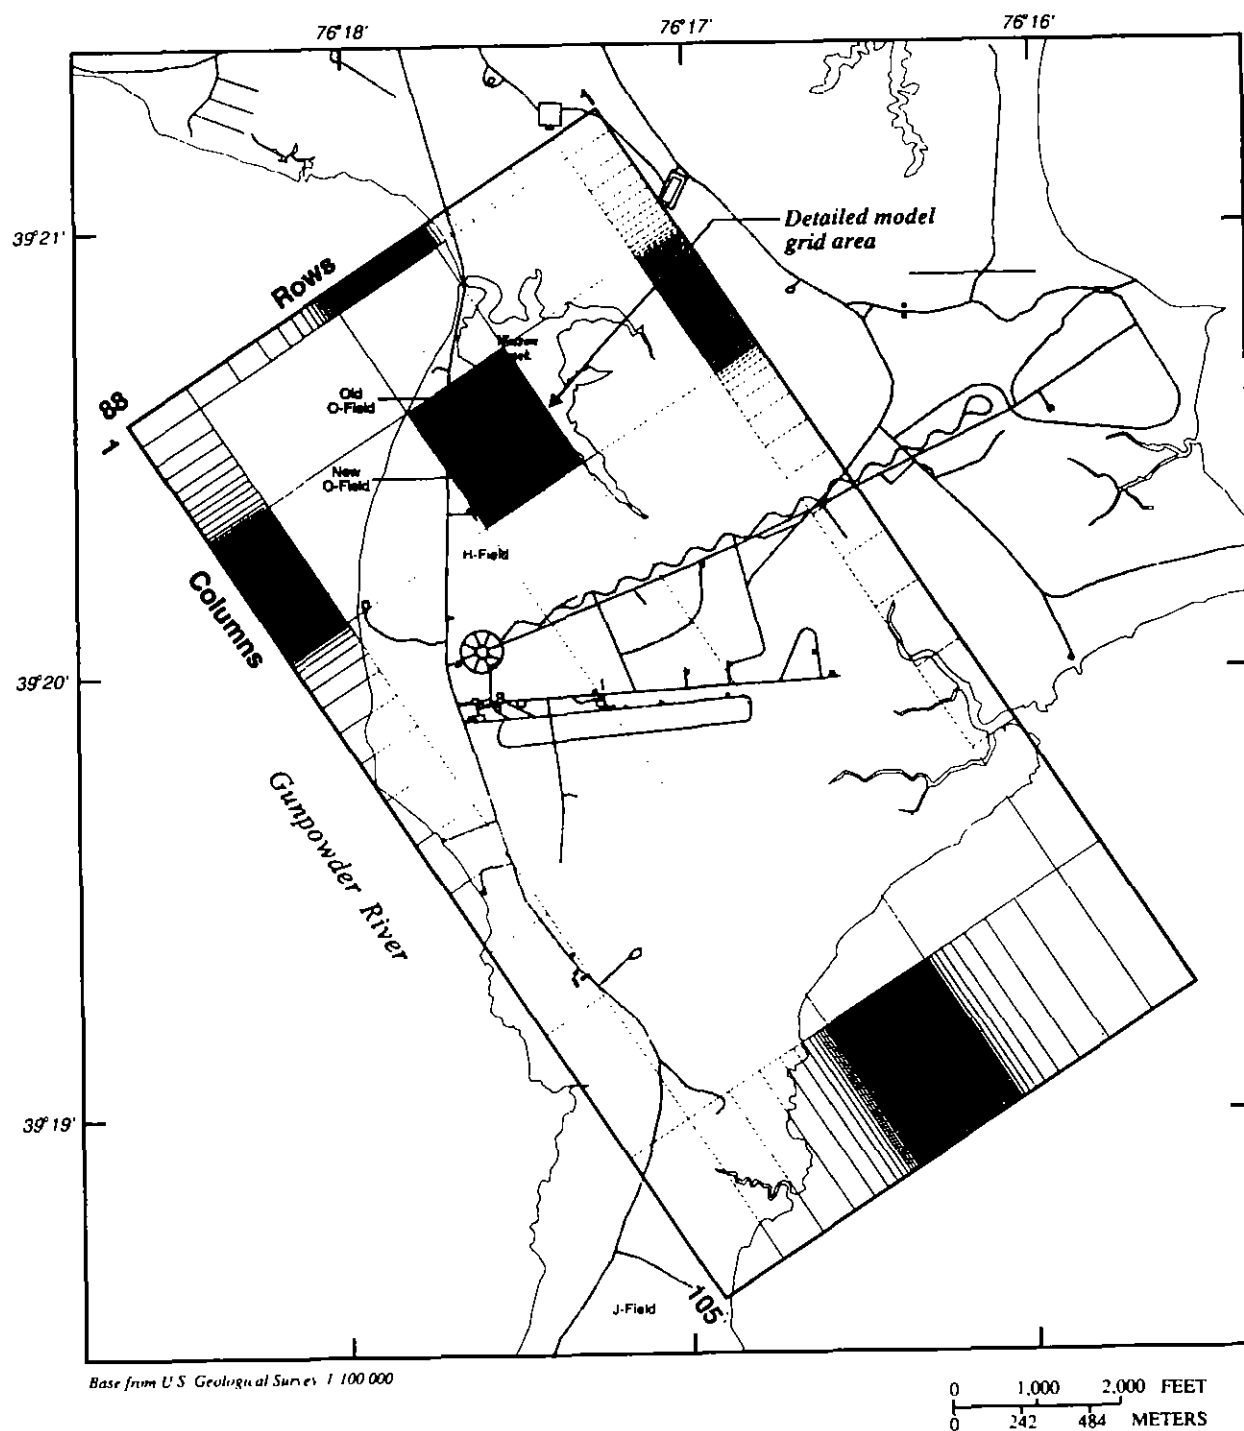 76°18'
76°17'
76°16'
1
39°21'
Detailed model
grid area
Rows
88
1
Old
O-Field
New
O-Field
H-Field
Columns
39°20'
Gunpowder River
39°19'
105
J-Field
Base from U S Geological Survey 1 100 000
0 1,000 2,000 FEET
0 242 484 METERS